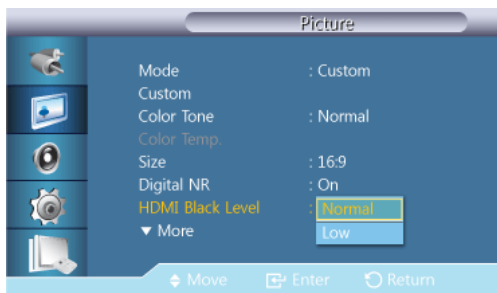 Picture
Mode : Custom
Custom
Color Tone : Normal
Color Temp.
Size : 16:9
Digital NR : On
HDMI Black Level : Normal
▼ More Low
Move Enter Return